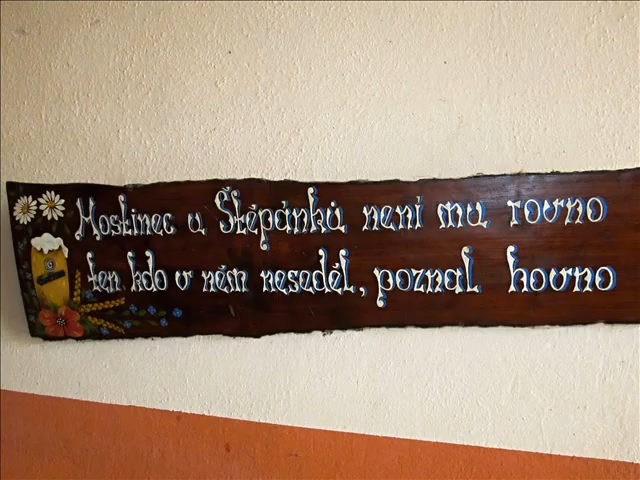 Hostinec u Štěpánků není mu rovno
ten kdo v něm neseděl, poznal hovno